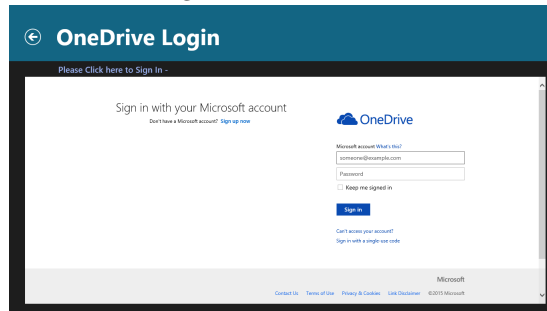 OneDrive Login
Please Click here to Sign In -
Sign in with your Microsoft account
Don't have a Microsoft account? Sign up now
OneDrive
Microsoft account What's this?
someone@example.com
Password
Keep me signed in
Sign in
Can't access your account?
Sign in with a single-use code
Microsoft
Contact Us Terms of Use Privacy & Cookies Link Disclaimer ©2015 Microsoft